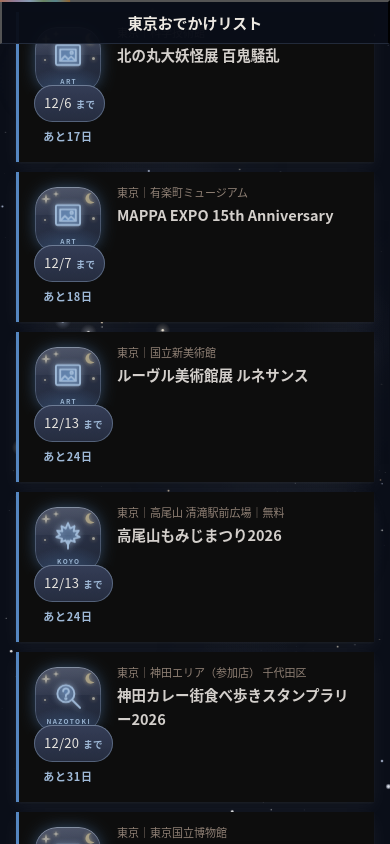 東京おでかけリスト
北の丸大妖怪展 百鬼騒乱
ART
12/6 まで
あと17日
東京｜有楽町ミュージアム
MAPPA EXPO 15th Anniversary
ART
12/7 まで
あと18日
東京｜国立新美術館
ルーヴル美術館展 ルネサンス
ART
12/13 まで
あと24日
東京｜高尾山 清滝駅前広場｜無料
高尾山もみじまつり2026
KOYO
12/13 まで
あと24日
東京｜神田エリア（参加店） 千代田区
神田カレー街食べ歩きスタンプラリ
ー2026
NAZOTOKI
12/20 まで
あと31日
東京｜東京国立博物館